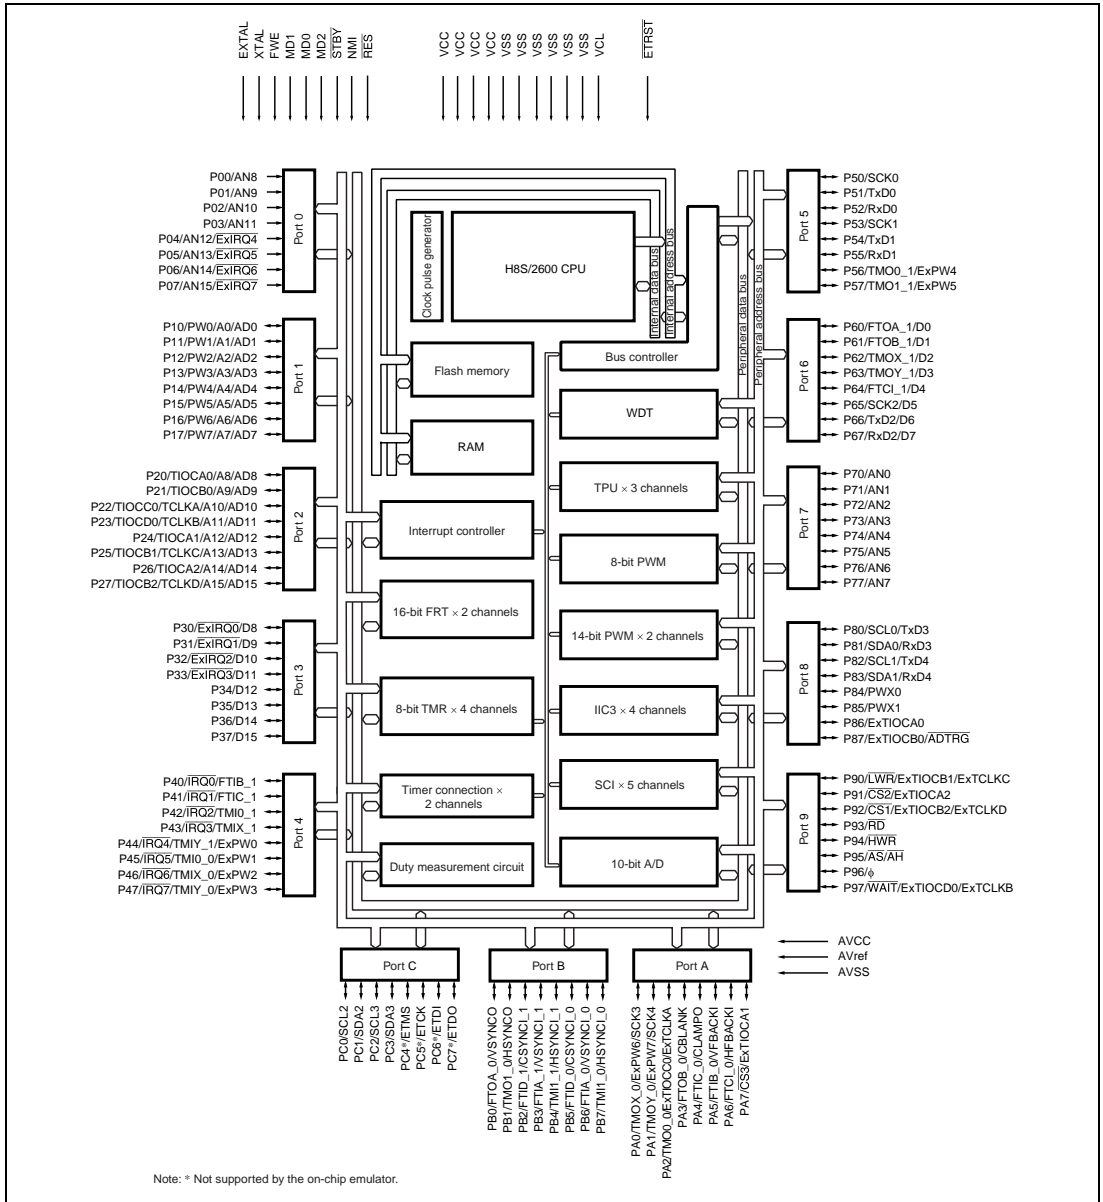 EXTAL
XTAL
FWE
MD1
MD0
MD2
STBY
NMI
RES
VCC
VCC
VCC
VCC
VSS
VSS
VSS
VSS
VSS
VSS
VCL
ETRST
P00/AN8
P01/AN9
P02/AN10
P03/AN11
P04/AN12/ExIRQ4
P05/AN13/ExIRQ5
P06/AN14/ExIRQ6
P07/AN15/ExIRQ7
Port 0
P10/PW0/A0/AD0
P11/PW1/A1/AD1
P12/PW2/A2/AD2
P13/PW3/A3/AD3
P14/PW4/A4/AD4
P15/PW5/A5/AD5
P16/PW6/A6/AD6
P17/PW7/A7/AD7
Port 1
P20/TIOCA0/A8/AD8
P21/TIOCB0/A9/AD9
P22/TIOCC0/TCLKA/A10/AD10
P23/TIOCD0/TCLKB/A11/AD11
P24/TIOCA1/A12/AD12
P25/TIOCB1/TCLKC/A13/AD13
P26/TIOCA2/A14/AD14
P27/TIOCB2/TCLKD/A15/AD15
Port 2
P30/ExIRQ0/D8
P31/ExIRQ1/D9
P32/ExIRQ2/D10
P33/ExIRQ3/D11
P34/D12
P35/D13
P36/D14
P37/D15
Port 3
P40/IRQ0/FTIB_1
P41/IRQ1/FTIC_1
P42/IRQ2/TMI0_1
P43/IRQ3/TMIX_1
P44/IRQ4/TMIY_1/ExPW0
P45/IRQ5/TMI0_0/ExPW1
P46/IRQ6/TMIX_0/ExPW2
P47/IRQ7/TMIY_0/ExPW3
Port 4
Clock pulse generator
H8S/2600 CPU
Internal data bus
Internal address bus
Peripheral data bus
Peripheral address bus
Bus controller
Flash memory
RAM
WDT
TPU × 3 channels
Interrupt controller
8-bit PWM
16-bit FRT × 2 channels
14-bit PWM × 2 channels
8-bit TMR × 4 channels
IIC3 × 4 channels
Timer connection ×
2 channels
SCI × 5 channels
Duty measurement circuit
10-bit A/D
Port 5
P50/SCK0
P51/TxD0
P52/RxD0
P53/SCK1
P54/TxD1
P55/RxD1
P56/TMO0_1/ExPW4
P57/TMO1_1/ExPW5
Port 6
P60/FTOA_1/D0
P61/FTOB_1/D1
P62/TMOX_1/D2
P63/TMOY_1/D3
P64/FTCI_1/D4
P65/SCK2/D5
P66/TxD2/D6
P67/RxD2/D7
Port 7
P70/AN0
P71/AN1
P72/AN2
P73/AN3
P74/AN4
P75/AN5
P76/AN6
P77/AN7
Port 8
P80/SCL0/TxD3
P81/SDA0/RxD3
P82/SCL1/TxD4
P83/SDA1/RxD4
P84/PWX0
P85/PWX1
P86/ExTIOCA0
P87/ExTIOCB0/ADTRG
Port 9
P90/LWR/ExTIOCB1/ExTCLKC
P91/CS2/ExTIOCA2
P92/CS1/ExTIOCB2/ExTCLKD
P93/RD
P94/HWR
P95/AS/AH
P96/ϕ
P97/WAIT/ExTIOCD0/ExTCLKB
AVCC
AVref
AVSS
Port C
Port B
Port A
PC0/SCL2
PC1/SDA2
PC2/SCL3
PC3/SDA3
PC4*/ETMS
PC5*/ETCK
PC6*/ETDI
PC7*/ETDO
PB0/FTOA_0/VSYNCO
PB1/TMO1_0/HSYNCO
PB2/FTID_1/CSYNCI_1
PB3/FTIA_1/VSYNCI_1
PB4/TMI1_1/HSYNCI_1
PB5/FTID_0/CSYNCI_0
PB6/FTIA_0/VSYNCI_0
PB7/TMI1_0/HSYNCI_0
PA0/TMOX_0/ExPW6/SCK3
PA1/TMOY_0/ExPW7/SCK4
PA2/TMO0_0/ExTIOCC0/ExTCLKA
PA3/FTOB_0/CBLANK
PA4/FTIC_0/CLAMPO
PA5/FTIB_0/VFBACKI
PA6/FTCI_0/HFBACKI
PA7/CS3/ExTIOCA1
Note: * Not supported by the on-chip emulator.